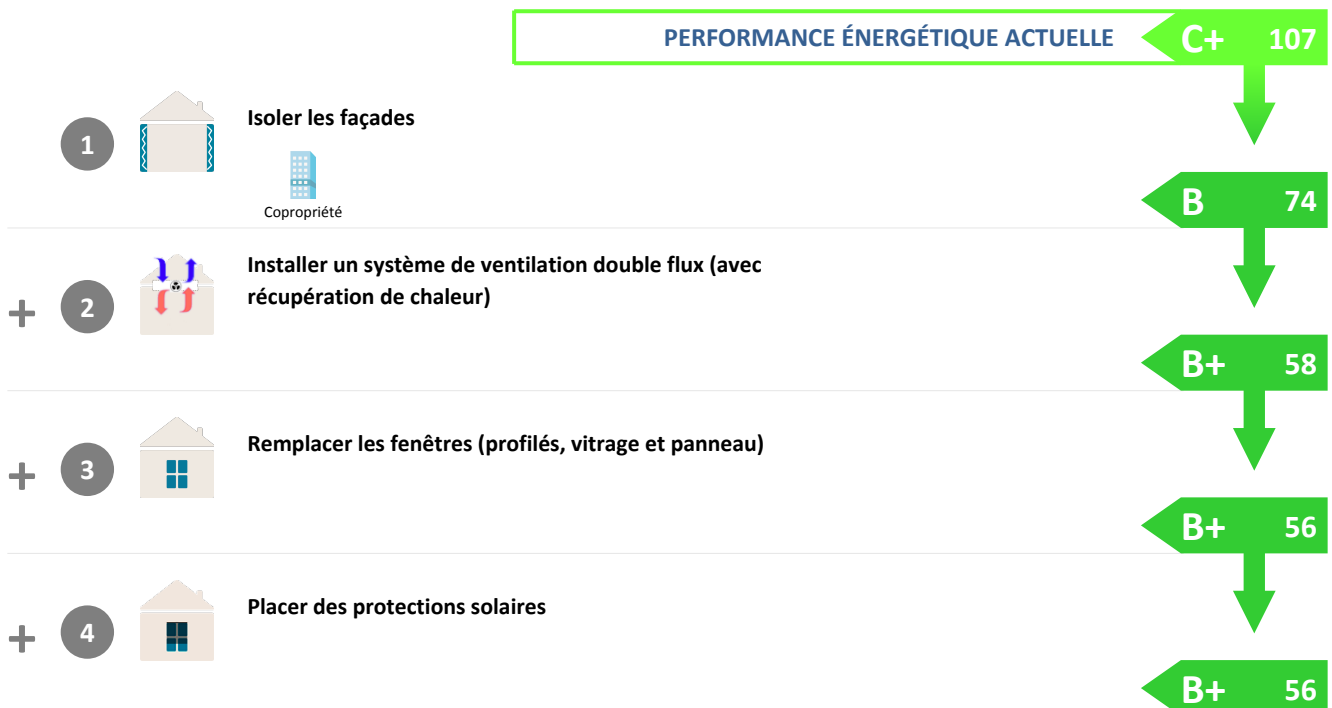 PERFORMANCE ÉNERGÉTIQUE ACTUELLE C+ 107
1 Isoler les façades
Copropriété
B 74
+ 2 Installer un système de ventilation double flux (avec
récupération de chaleur)
B+ 58
+ 3 Remplacer les fenêtres (profilés, vitrage et panneau)
B+ 56
+ 4 Placer des protections solaires
B+ 56